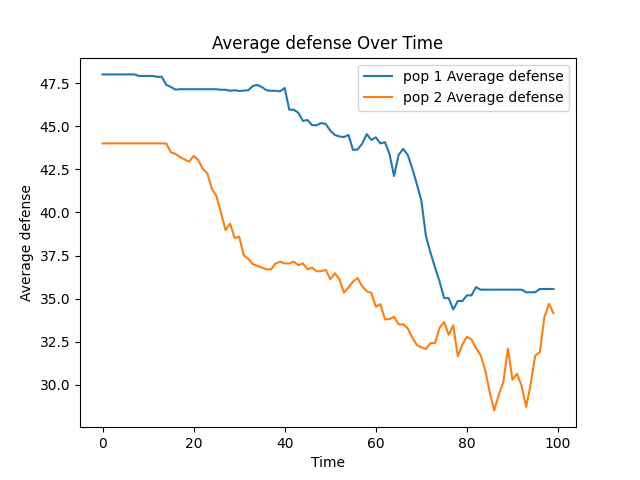 Average defense Over Time
pop 1 Average defense
pop 2 Average defense
Average defense
47.5
45.0
42.5
40.0
37.5
35.0
32.5
30.0
0 20 40 60 80 100
Time